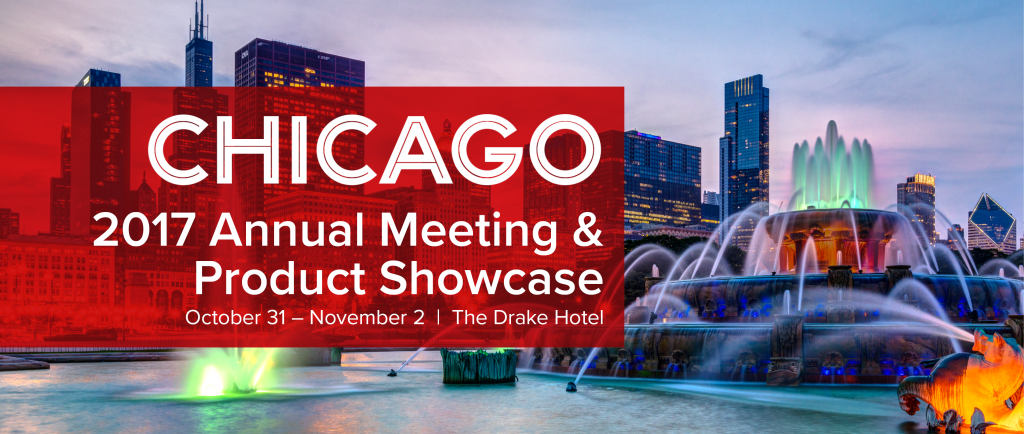 CHICAGO
2017 Annual Meeting &
Product Showcase
October 31 – November 2 | The Drake Hotel